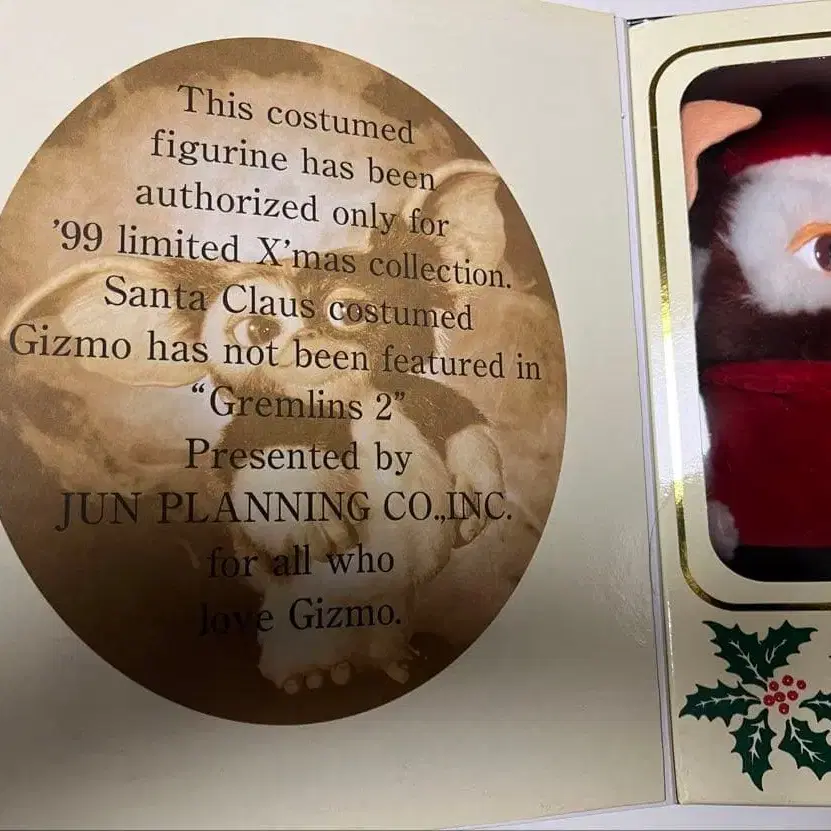 This costumed
figurine has been
authorized only for
'99 limited X'mas collection.
Santa Claus costumed
Gizmo has not been featured in
“Gremlins 2”
Presented by
JUN PLANNING CO.,INC.
for all who
love Gizmo.